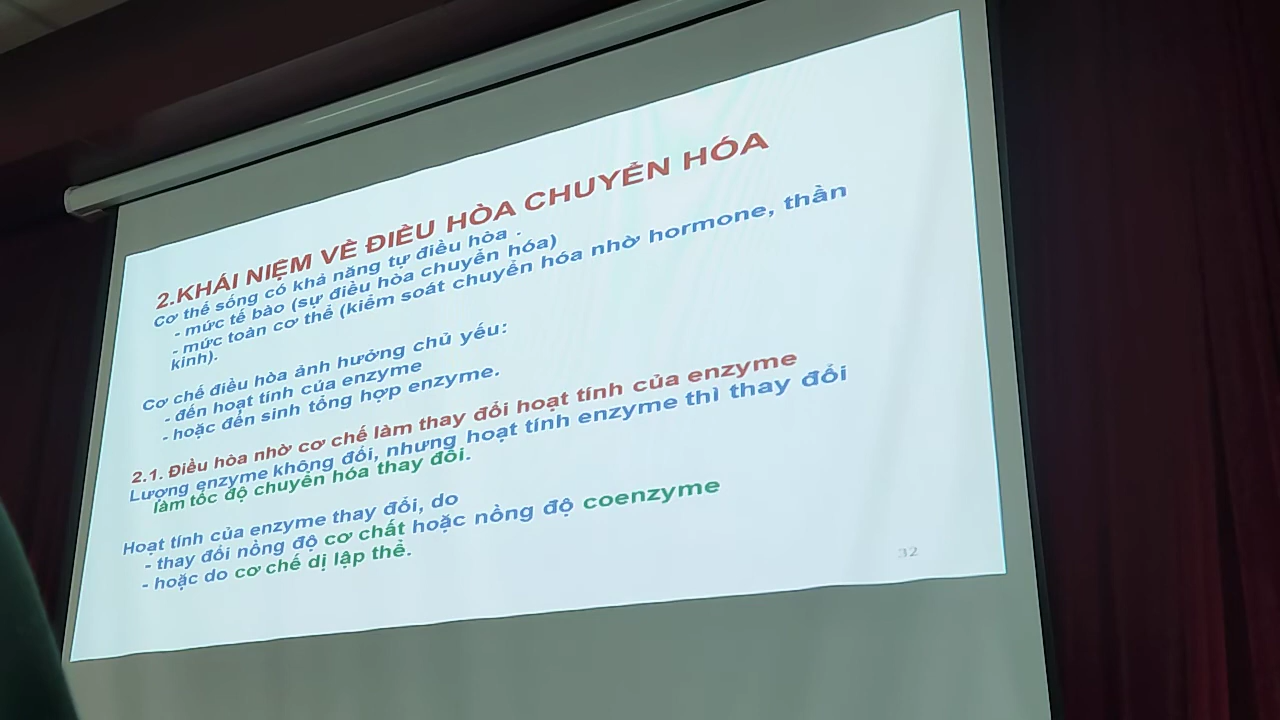 2.KHÁI NIỆM VỀ ĐIỀU HÒA CHUYỂN HÓA
Cơ thể sống có khả năng tự điều hòa .
- mức tế bào (sự điều hòa chuyển hóa)
- mức toàn cơ thể (kiểm soát chuyển hóa nhờ hormone, thần
kinh).
Cơ chế điều hòa ảnh hưởng chủ yếu:
- đến hoạt tính của enzyme
- hoặc đến sinh tổng hợp enzyme.
2.1. Điều hòa nhờ cơ chế làm thay đổi hoạt tính của enzyme
Lượng enzyme không đổi, nhưng hoạt tính enzyme thì thay đổi
làm tốc độ chuyển hóa thay đổi.
Hoạt tính của enzyme thay đổi, do
- thay đổi nồng độ cơ chất hoặc nồng độ coenzyme
- hoặc do cơ chế dị lập thể.
32